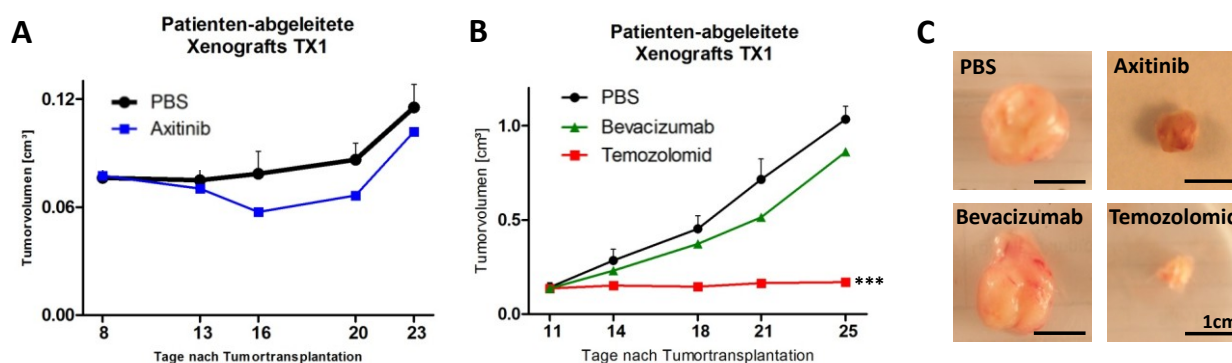 A
Patienten-abgeleitete
Xenografts TX1
Tumorvolumen [cm³]
0.12
0.06
0.00
PBS
Axitinib
8 13 16 20 23
Tage nach Tumortransplantation
B
Patienten-abgeleitete
Xenografts TX1
Tumorvolumen [cm³]
1.0
0.5
0.0
PBS
Bevacizumab
Temozolomid
***
11 14 18 21 25
Tage nach Tumortransplantation
C
PBS
Axitinib
Bevacizumab
Temozolomid
1cm